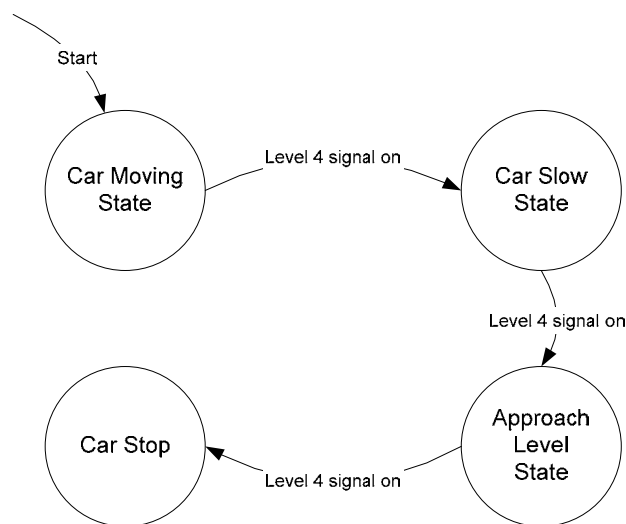 Start
Car Moving
State
Level 4 signal on
Car Slow
State
Level 4 signal on
Approach
Level
State
Level 4 signal on
Car Stop